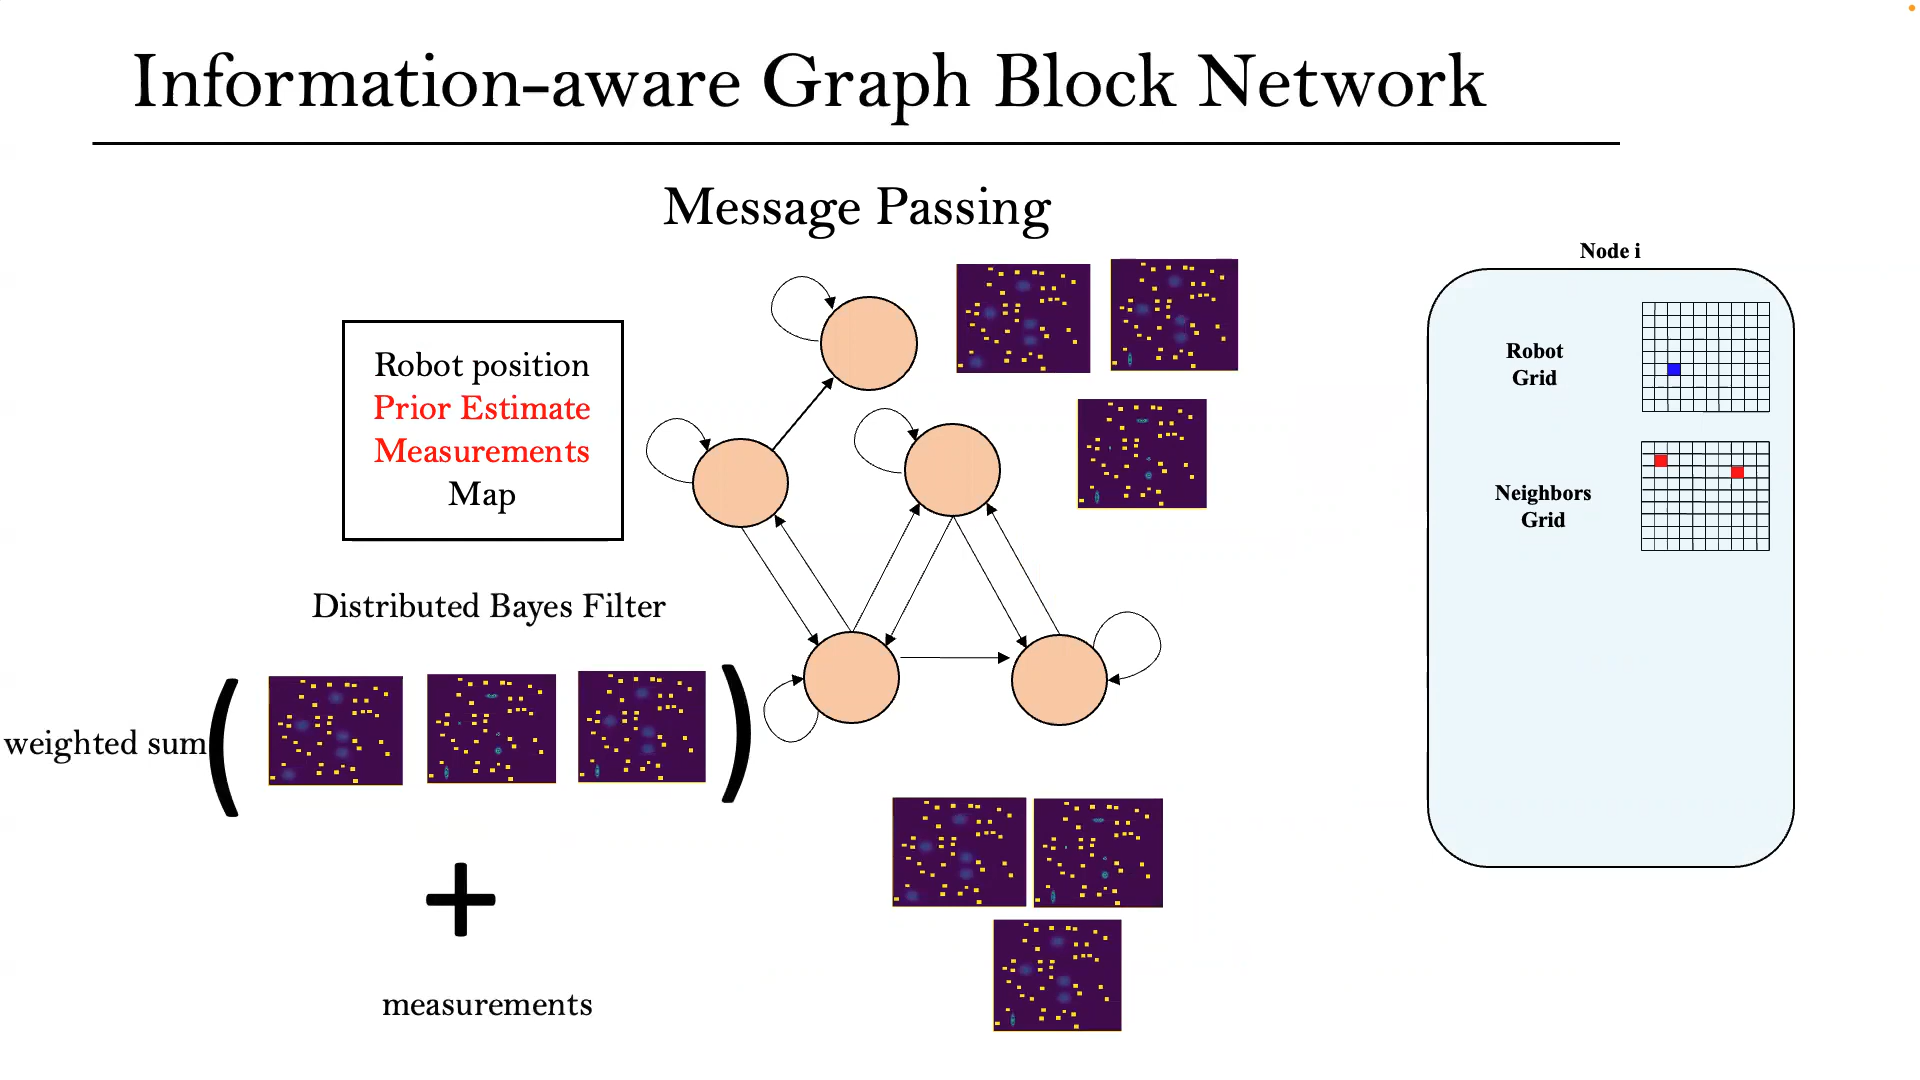 Information-aware Graph Block Network
Message Passing
Robot position
Prior Estimate
Measurements
Map
Distributed Bayes Filter
weighted sum
(
)
+
measurements
Node i
Robot
Grid
Neighbors
Grid